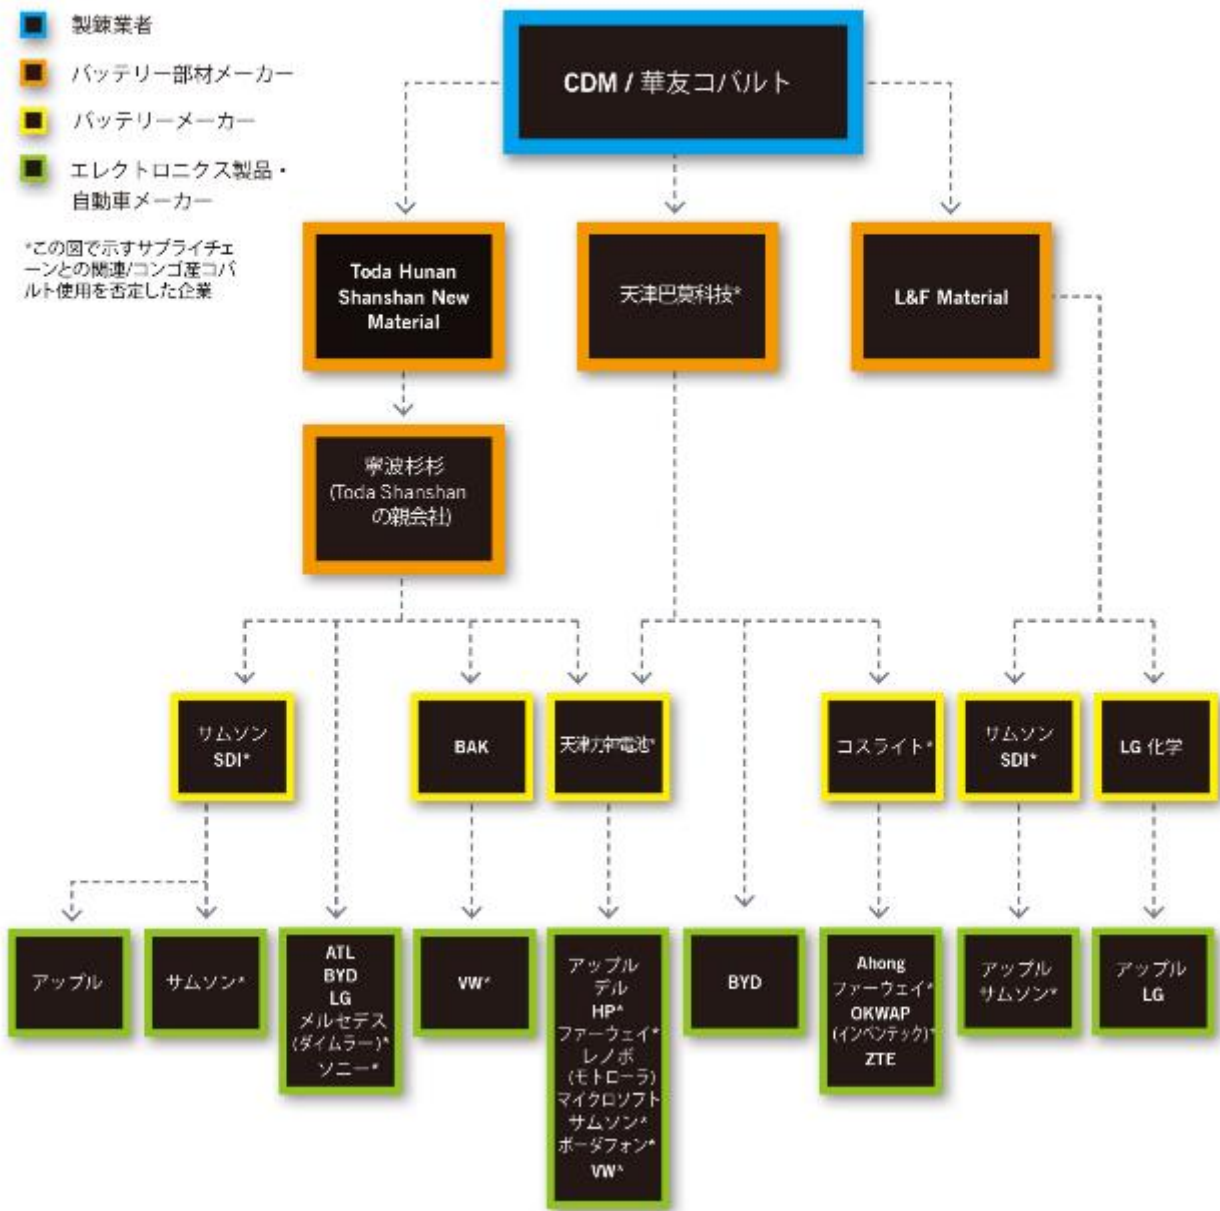 製錬業者
バッテリー部材メーカー
バッテリーメーカー
エレクトロニクス製品・
自動車メーカー
*この図で示すサプライチェ
ーンとの関連/コンゴ産コバ
ルト使用を否定した企業
CDM / 華友コバルト
Toda Hunan
Shanshan New
Material
天津巴莫科技*
L&F Material
寧波杉杉
(Toda Shanshan
の親会社)
サムソン
SDI*
BAK
天津力神電池*
コスライト*
サムソン
SDI*
LG 化学
アップル
サムソン*
ATL
BYD
LG
メルセデス
(ダイムラー)*
ソニー*
VW*
アップル
デル
HP*
ファーウェイ*
レノボ
(モトローラ)
マイクロソフト
サムソン*
ボーダフォン*
VW*
BYD
Ahong
ファーウェイ*
OKWAP
(インベンテック)*
ZTE
アップル
サムソン*
アップル
LG